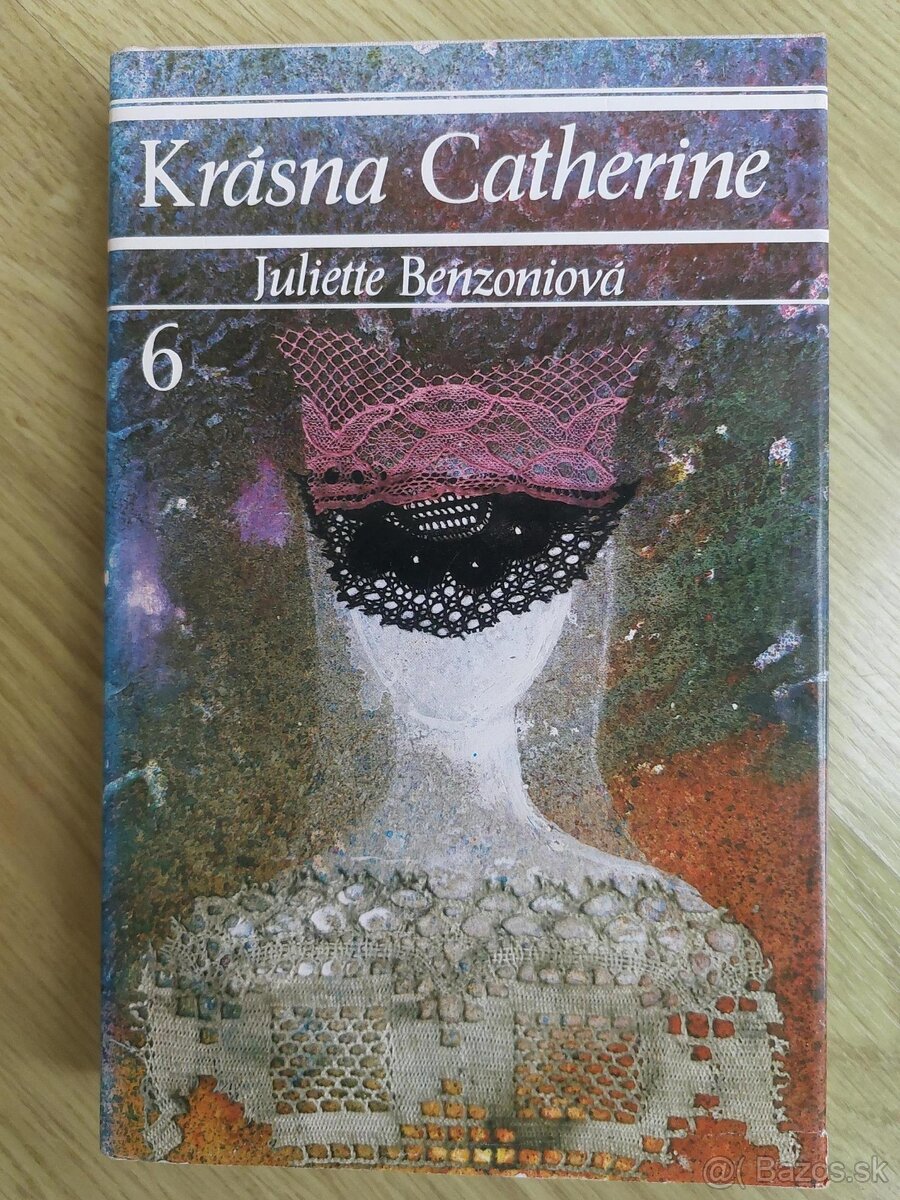 Krásna Catherine
Juliette Benzoniová
6
@( Bazos.sk